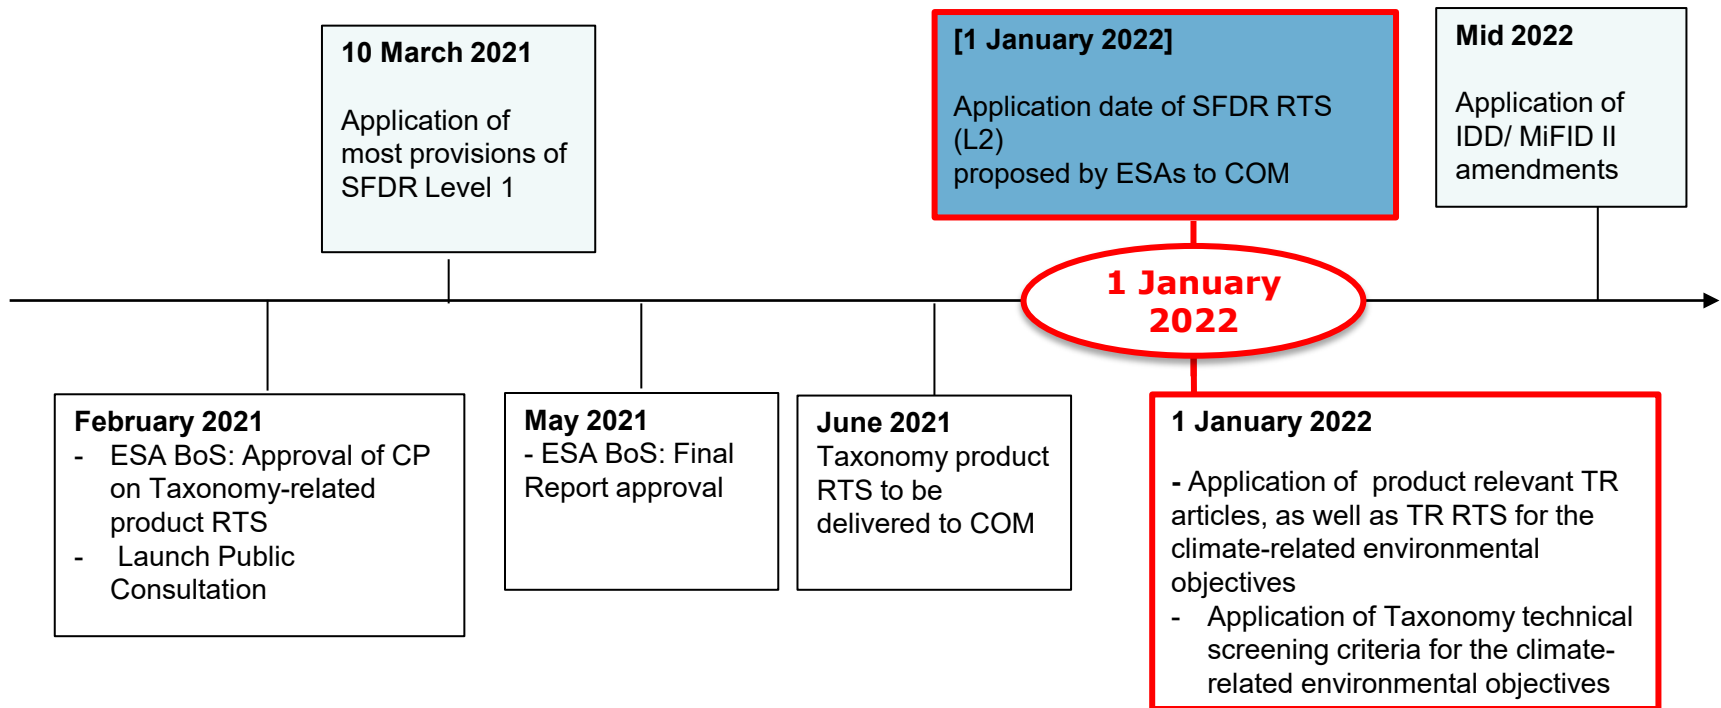 10 March 2021
Application of
most provisions of
SFDR Level 1
[1 January 2022]
Application date of SFDR RTS
(L2)
proposed by ESAs to COM
Mid 2022
Application of
IDD/ MiFID II
amendments
1 January
2022
February 2021
- ESA BoS: Approval of CP
on Taxonomy-related
product RTS
- Launch Public
Consultation
May 2021
- ESA BoS: Final
Report approval
June 2021
Taxonomy product
RTS to be
delivered to COM
1 January 2022
- Application of product relevant TR
articles, as well as TR RTS for the
climate-related environmental
objectives
- Application of Taxonomy technical
screening criteria for the climate-
related environmental objectives